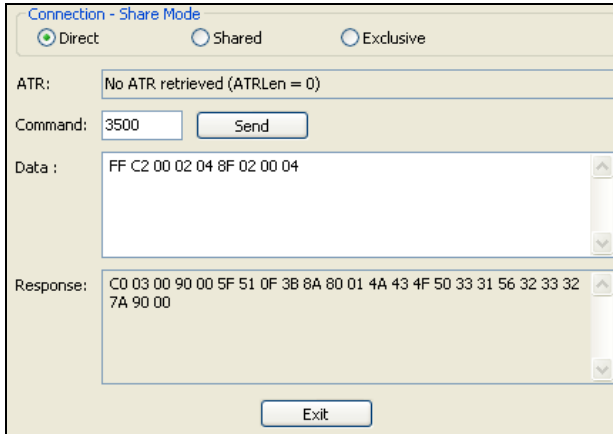 Connection - Share Mode
Direct Shared Exclusive
ATR: No ATR retrieved (ATRLen = 0)
Command: 3500 Send
Data : FF C2 00 02 04 8F 02 00 04
Response: C0 03 00 90 00 5F 51 0F 3B 8A 80 01 4A 43 4F 50 33 31 56 32 33 32
7A 90 00
Exit